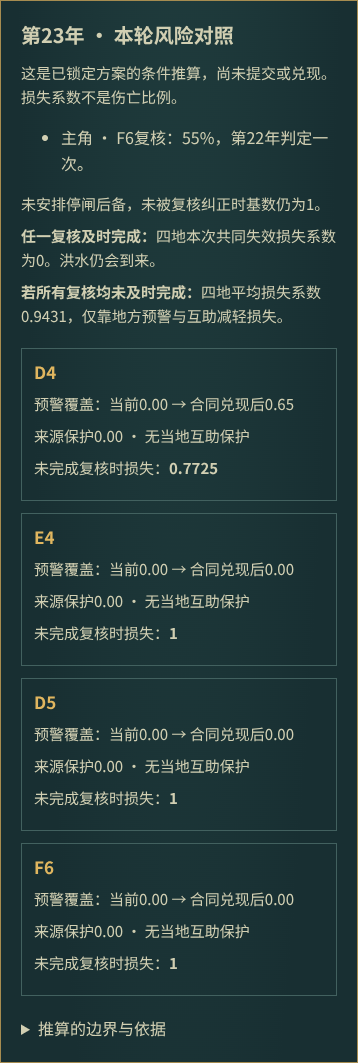 第23年 · 本轮风险对照
这是已锁定方案的条件推算，尚未提交或兑现。
损失系数不是伤亡比例。
• 主角 · F6复核：55%，第22年判定一
次。
未安排停闸后备，未被复核纠正时基数仍为1。
任一复核及时完成：四地本次共同失效损失系数
为0。洪水仍会到来。
若所有复核均未及时完成：四地平均损失系数
0.9431，仅靠地方预警与互助减轻损失。
D4
预警覆盖：当前0.00 → 合同兑现后0.65
来源保护0.00 · 无当地互助保护
未完成复核时损失：0.7725
E4
预警覆盖：当前0.00 → 合同兑现后0.00
来源保护0.00 · 无当地互助保护
未完成复核时损失：1
D5
预警覆盖：当前0.00 → 合同兑现后0.00
来源保护0.00 · 无当地互助保护
未完成复核时损失：1
F6
预警覆盖：当前0.00 → 合同兑现后0.00
来源保护0.00 · 无当地互助保护
未完成复核时损失：1
▶ 推算的边界与依据